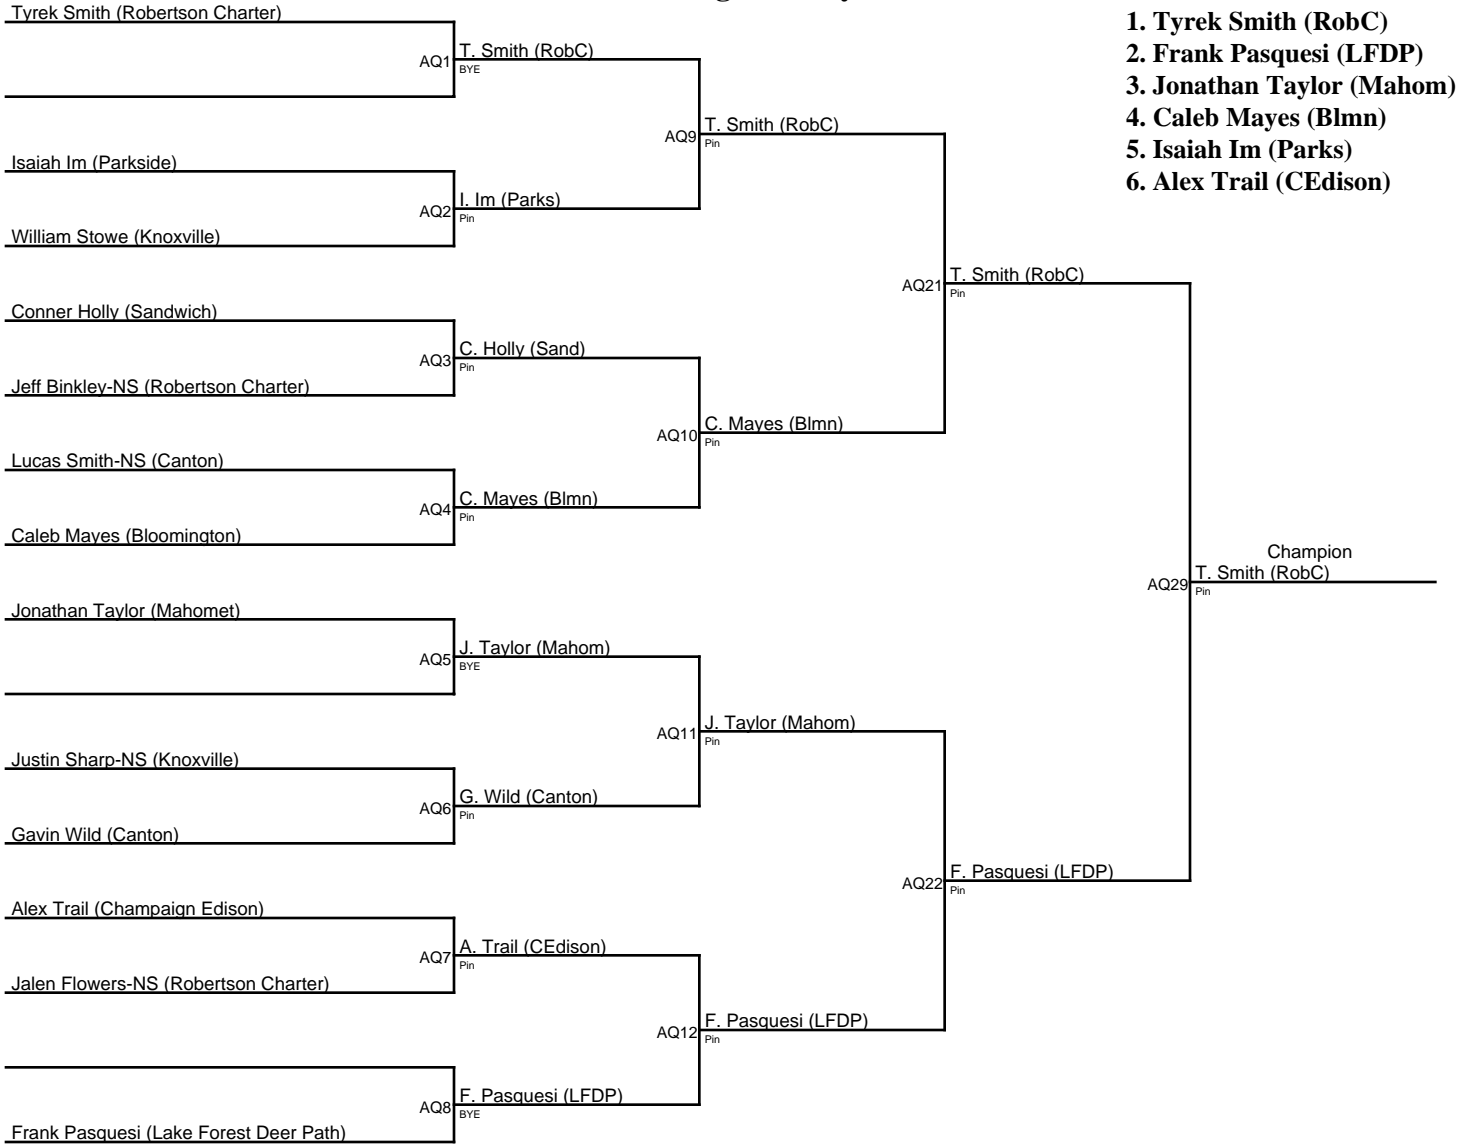 Tyrek Smith (Robertson Charter)
AQ1
T. Smith (RobC)
BYE
AQ9
T. Smith (RobC)
Pin
Isaiah Im (Parkside)
AQ2
I. Im (Parks)
Pin
William Stowe (Knoxville)
AQ21
T. Smith (RobC)
Pin
Conner Holly (Sandwich)
AQ3
C. Holly (Sand)
Pin
Jeff Binkley-NS (Robertson Charter)
AQ10
C. Mayes (Blmn)
Pin
Lucas Smith-NS (Canton)
AQ4
C. Mayes (Blmn)
Pin
Caleb Mayes (Bloomington)
Champion
AQ29
T. Smith (RobC)
Pin
Jonathan Taylor (Mahomet)
AQ5
J. Taylor (Mahom)
BYE
AQ11
J. Taylor (Mahom)
Pin
Justin Sharp-NS (Knoxville)
AQ6
G. Wild (Canton)
Pin
Gavin Wild (Canton)
AQ22
F. Pasquesi (LFDP)
Pin
Alex Trail (Champaign Edison)
AQ7
A. Trail (CEdison)
Pin
Jalen Flowers-NS (Robertson Charter)
AQ12
F. Pasquesi (LFDP)
Pin
AQ8
F. Pasquesi (LFDP)
BYE
Frank Pasquesi (Lake Forest Deer Path)
1. Tyrek Smith (RobC)
2. Frank Pasquesi (LFDP)
3. Jonathan Taylor (Mahom)
4. Caleb Mayes (Blmn)
5. Isaiah Im (Parks)
6. Alex Trail (CEdison)